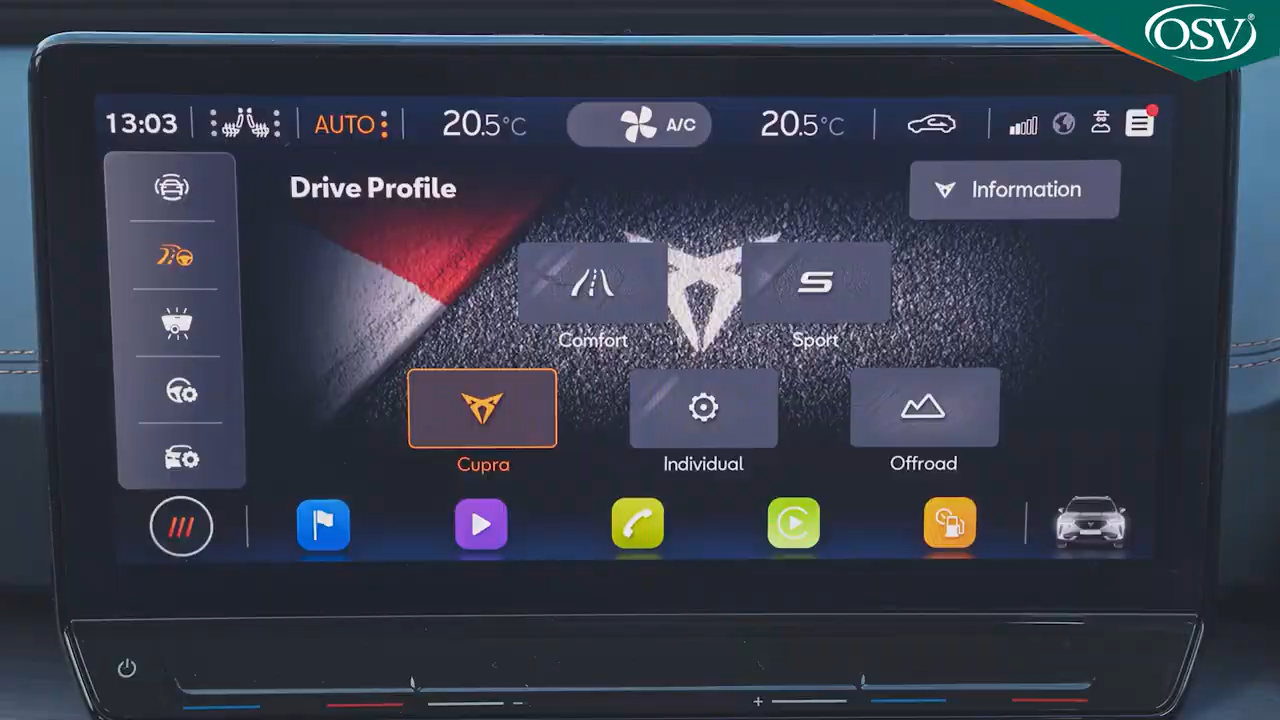 OSV®
13:03 AUTO 20.5°C A/C 20.5°C
Drive Profile
Information
Comfort
Sport
Cupra
Individual
Offroad